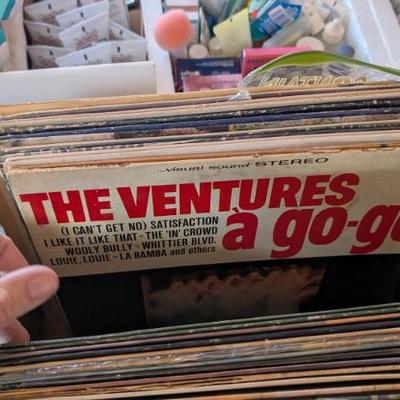 ...visual sound STEREO
THE VENTURES
a go-go
(I CAN'T GET NO) SATISFACTION
I LIKE IT LIKE THAT - THE 'IN' CROWD
WOOLY BULLY - WHITTIER BLVD.
LOUIE, LOUIE - LA BAMBA and others